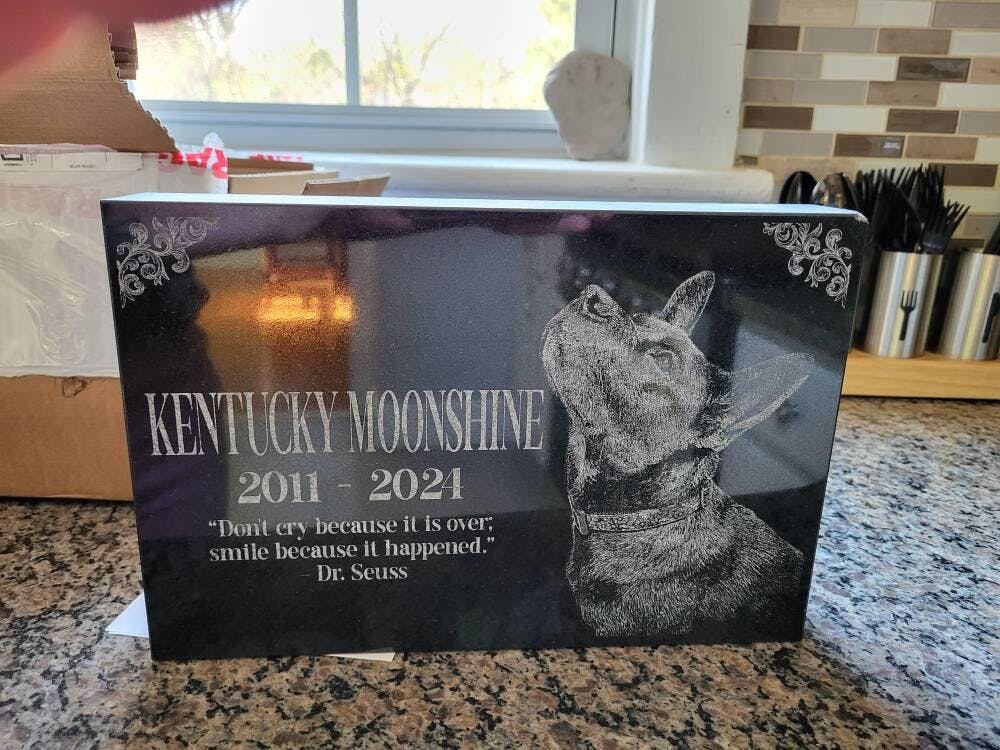 KENTUCKY MOONSHINE
2011 - 2024
“Don't cry because it is over;
smile because it happened.”
- Dr. Seuss